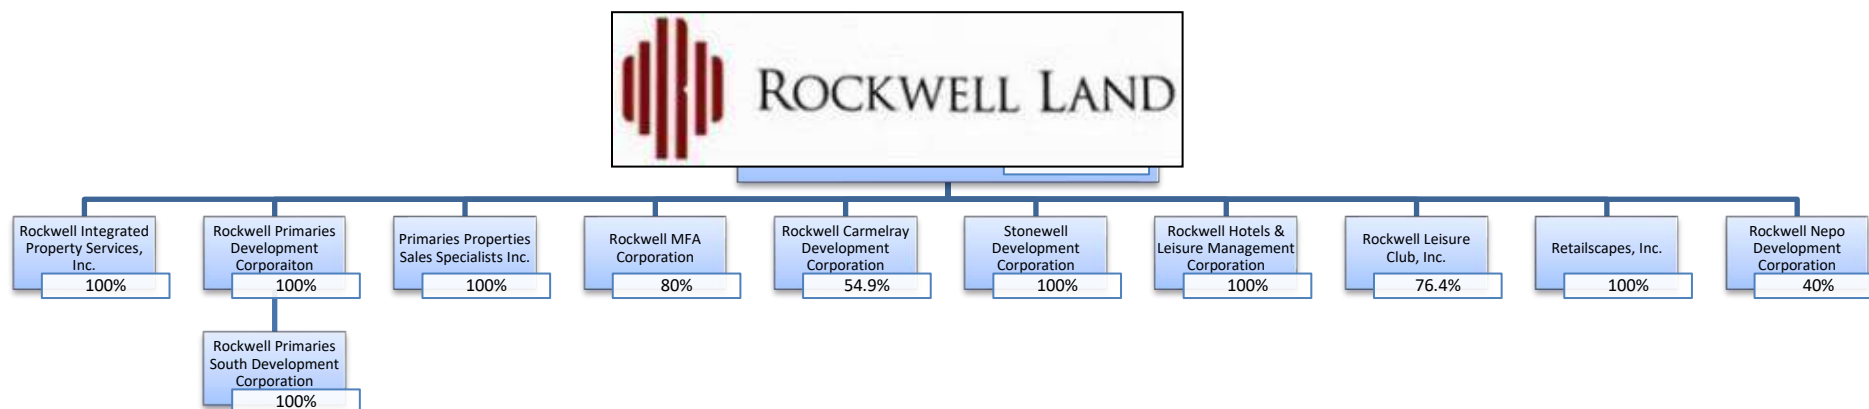 ROCKWELL LAND
Rockwell Integrated
Property Services,
Inc.
100%
Rockwell Primaries
Development
Corporaiton
100%
Primaries Properties
Sales Specialists Inc.
100%
Rockwell MFA
Corporation
80%
Rockwell Carmelray
Development
Corporation
54.9%
Stonewell
Development
Corporation
100%
Rockwell Hotels &
Leisure Management
Corporation
100%
Rockwell Leisure
Club, Inc.
76.4%
Retailscapes, Inc.
100%
Rockwell Nepo
Development
Corporation
40%
Rockwell Primaries
South Development
Corporation
100%